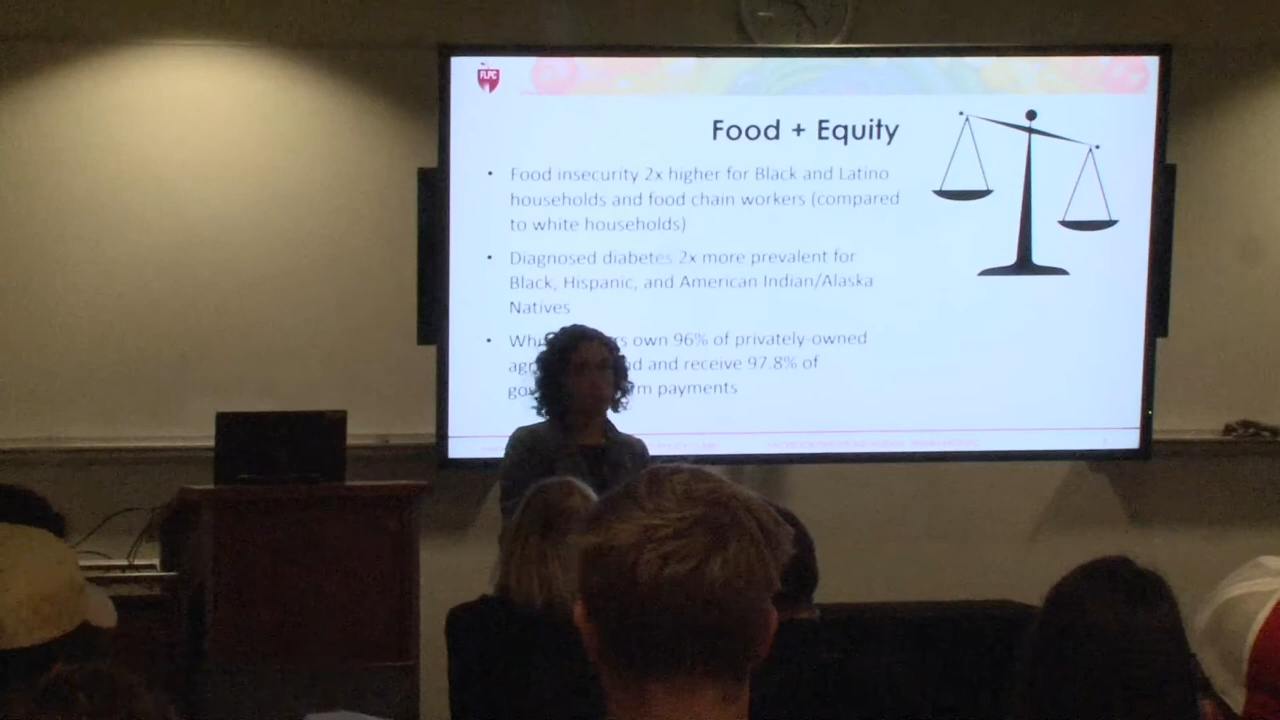 FLPC
Food + Equity
• Food insecurity 2x higher for Black and Latino
households and food chain workers (compared
to white households)
• Diagnosed diabetes 2x more prevalent for
Black, Hispanic, and American Indian/Alaska
Natives
• own 96% of privately-owned
and receive 97.8% of
payments